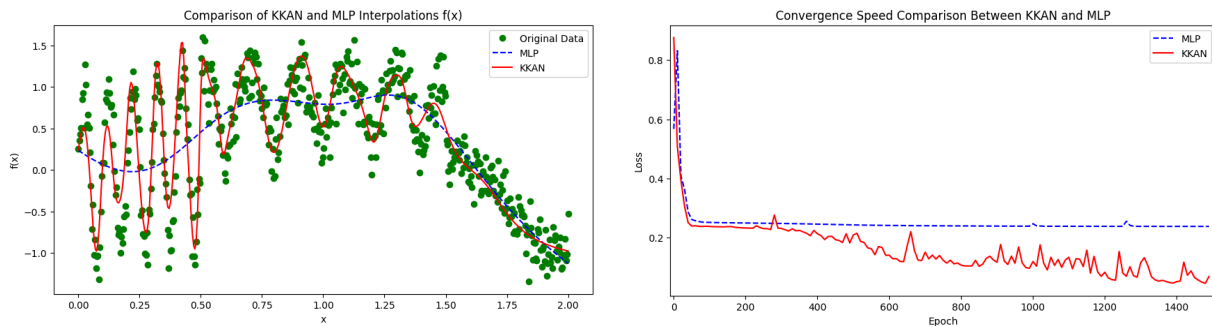 Comparison of KKAN and MLP Interpolations f(x)
Original Data
MLP
KKAN
1.5
1.0
0.5
0.0
−0.5
−1.0
f(x)
0.00 0.25 0.50 0.75 1.00 1.25 1.50 1.75 2.00
x
Convergence Speed Comparison Between KKAN and MLP
MLP
KKAN
0.8
0.6
0.4
0.2
Loss
0 200 400 600 800 1000 1200 1400
Epoch